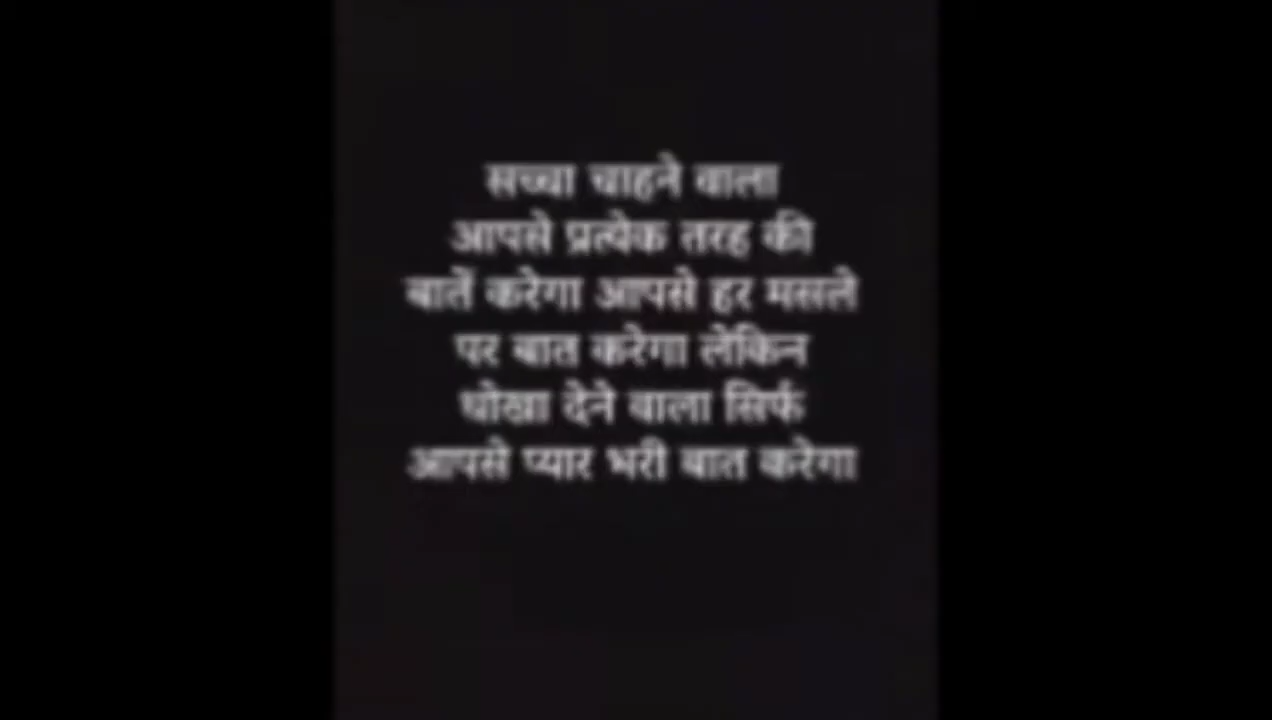 सच्चा चाहने वाला
आपसे प्रत्येक तरह की
बातें करेगा आपसे हर मसले
पर बात करेगा लेकिन
धोखा देने वाला सिर्फ
आपसे प्यार भरी बात करेगा